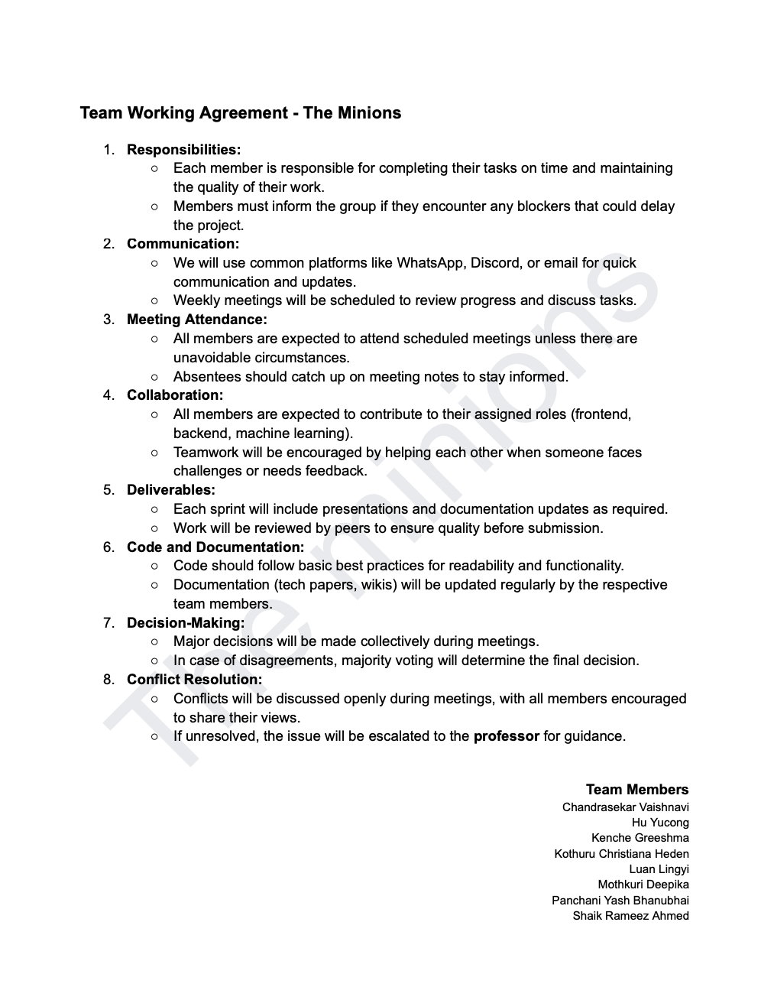 Team Working Agreement - The Minions
1. Responsibilities:
○ Each member is responsible for completing their tasks on time and maintaining
the quality of their work.
○ Members must inform the group if they encounter any blockers that could delay
the project.
2. Communication:
○ We will use common platforms like WhatsApp, Discord, or email for quick
communication and updates.
○ Weekly meetings will be scheduled to review progress and discuss tasks.
3. Meeting Attendance:
○ All members are expected to attend scheduled meetings unless there are
unavoidable circumstances.
○ Absentees should catch up on meeting notes to stay informed.
4. Collaboration:
○ All members are expected to contribute to their assigned roles (frontend,
backend, machine learning).
○ Teamwork will be encouraged by helping each other when someone faces
challenges or needs feedback.
5. Deliverables:
○ Each sprint will include presentations and documentation updates as required.
○ Work will be reviewed by peers to ensure quality before submission.
6. Code and Documentation:
○ Code should follow basic best practices for readability and functionality.
○ Documentation (tech papers, wikis) will be updated regularly by the respective
team members.
7. Decision-Making:
○ Major decisions will be made collectively during meetings.
○ In case of disagreements, majority voting will determine the final decision.
8. Conflict Resolution:
○ Conflicts will be discussed openly during meetings, with all members encouraged
to share their views.
○ If unresolved, the issue will be escalated to the professor for guidance.
The minions
Team Members
Chandrasekar Vaishnavi
Hu Yucong
Kenche Greeshma
Kothuru Christiana Heden
Luan Lingyi
Mothkuri Deepika
Panchani Yash Bhanubhai
Shaik Rameez Ahmed